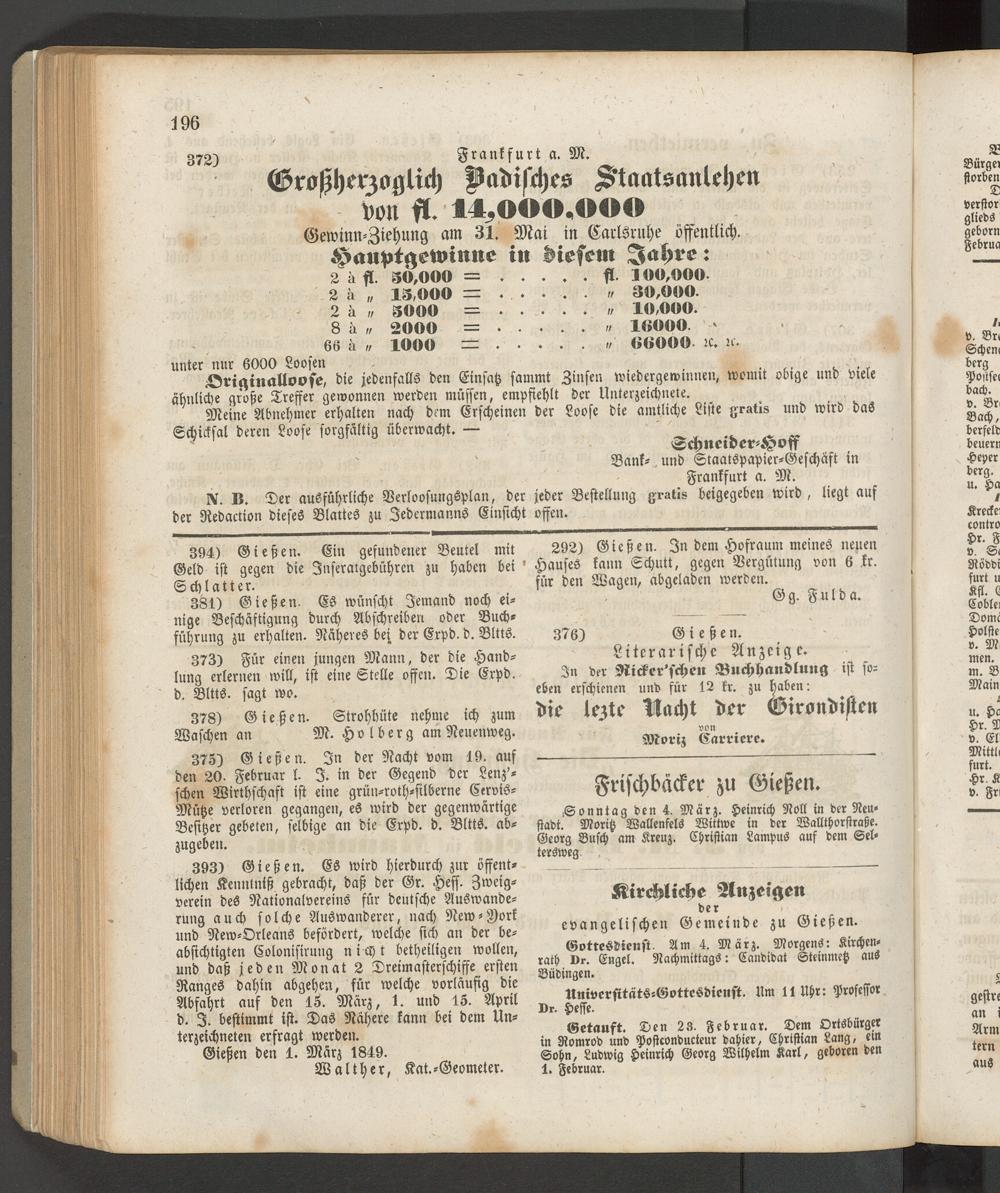 196
372)
Frankfurt a. M.
Großherzoglich Badisches Staatsanlehen
von fl. 14,000,000
Gewinn-Ziehung am 31. Mai in Carlsruhe öffentlich.
Hauptgewinne in diesem Jahre:
2 à fl. 50,000 = . . . . . fl. 100,000.
2 à „ 15,000 = . . . . . „ 30,000.
2 à „ 5000 = . . . . . „ 10,000.
8 à „ 2000 = . . . . . „ 16000.
66 à „ 1000 = . . . . . „ 66000. ꝛc. ꝛc.
unter nur 6000 Loosen
Originalloose, die jedenfalls den Einsatz sammt Zinsen wiedergewinnen, womit obige und viele
ähnliche große Treffer gewonnen werden müssen, empfiehlt der Unterzeichnete.
Meine Abnehmer erhalten nach dem Erscheinen der Loose die amtliche Liste gratis und wird das
Schicksal deren Loose sorgfältig überwacht. —
Schneider-Hoff
Bank- und Staatspapier-Geschäft in
Frankfurt a. M.
N. B. Der ausführliche Verloosungsplan, der jeder Bestellung gratis beigegeben wird, liegt auf
der Redaction dieses Blattes zu Jedermanns Einsicht offen.
394) Gießen. Ein gefundener Beutel mit
Geld ist gegen die Inseratgebühren zu haben bei
Schlatter.
381) Gießen. Es wünscht Jemand noch ei-
nige Beschäftigung durch Abschreiben oder Buch-
führung zu erhalten. Näheres bei der Erpd. d. Bltts.
373) Für einen jungen Mann, der die Hand-
lung erlernen will, ist eine Stelle offen. Die Erpd.
d. Bltts. sagt wo.
378) Gießen. Strohhüte nehme ich zum
Waschen an M. Holberg am Neuenweg.
375) Gießen. In der Nacht vom 19. auf
den 20. Februar l. J. in der Gegend der Lenz'-
schen Wirthschaft ist eine grün-roth-silberne Cervis-
Mütze verloren gegangen, es wird der gegenwärtige
Besitzer gebeten, selbige an die Erpd. d. Bltts. ab-
zugeben.
393) Gießen. Es wird hierdurch zur öffent-
lichen Kenntniß gebracht, daß der Gr. Hess. Zweig-
verein des Nationalvereins für deutsche Auswande-
rung auch solche Auswanderer, nach New-York
und New-Orleans befördert, welche sich an der be-
absichtigten Colonisirung nicht betheiligen wollen,
und daß jeden Monat 2 Dreimasterschiffe ersten
Ranges dahin abgehen, für welche vorläufig die
Abfahrt auf den 15. März, 1. und 15. April
d. J. bestimmt ist. Das Nähere kann bei dem Un-
terzeichneten erfragt werden.
Gießen den 1. März 1849.
Walther, Kat.-Geometer.
292) Gießen. In dem Hofraum meines neuen
Hauses kann Schutt, gegen Vergütung von 6 kr.
für den Wagen, abgeladen werden.
Gg. Fulda.
376) Gießen.
Literarische Anzeige.
In der Ricker'schen Buchhandlung ist so-
eben erschienen und für 12 kr. zu haben:
die lezte Nacht der Girondisten
von
Moriz Carriere.
Frischbäcker zu Gießen.
Sonntag den 4. März. Heinrich Noll in der Neu-
stadt. Moritz Wallenfels Wittwe in der Wallthorstraße.
Georg Busch am Kreuz. Christian Lampus auf dem Sel-
tersweg.
Kirchliche Anzeigen
der
evangelischen Gemeinde zu Gießen.
Gottesdienst. Am 4. März. Morgens: Kirchen-
rath Dr. Engel. Nachmittags: Candidat Steinmetz aus
Büdingen.
Universitäts-Gottesdienst. Um 11 Uhr: Professor
Dr. Hesse.
Getauft. Den 23. Februar. Dem Ortsbürger
in Romrod und Postconducteur dahier, Christian Lang, ein
Sohn, Ludwig Heinrich Georg Wilhelm Karl, geboren den
1. Februar.